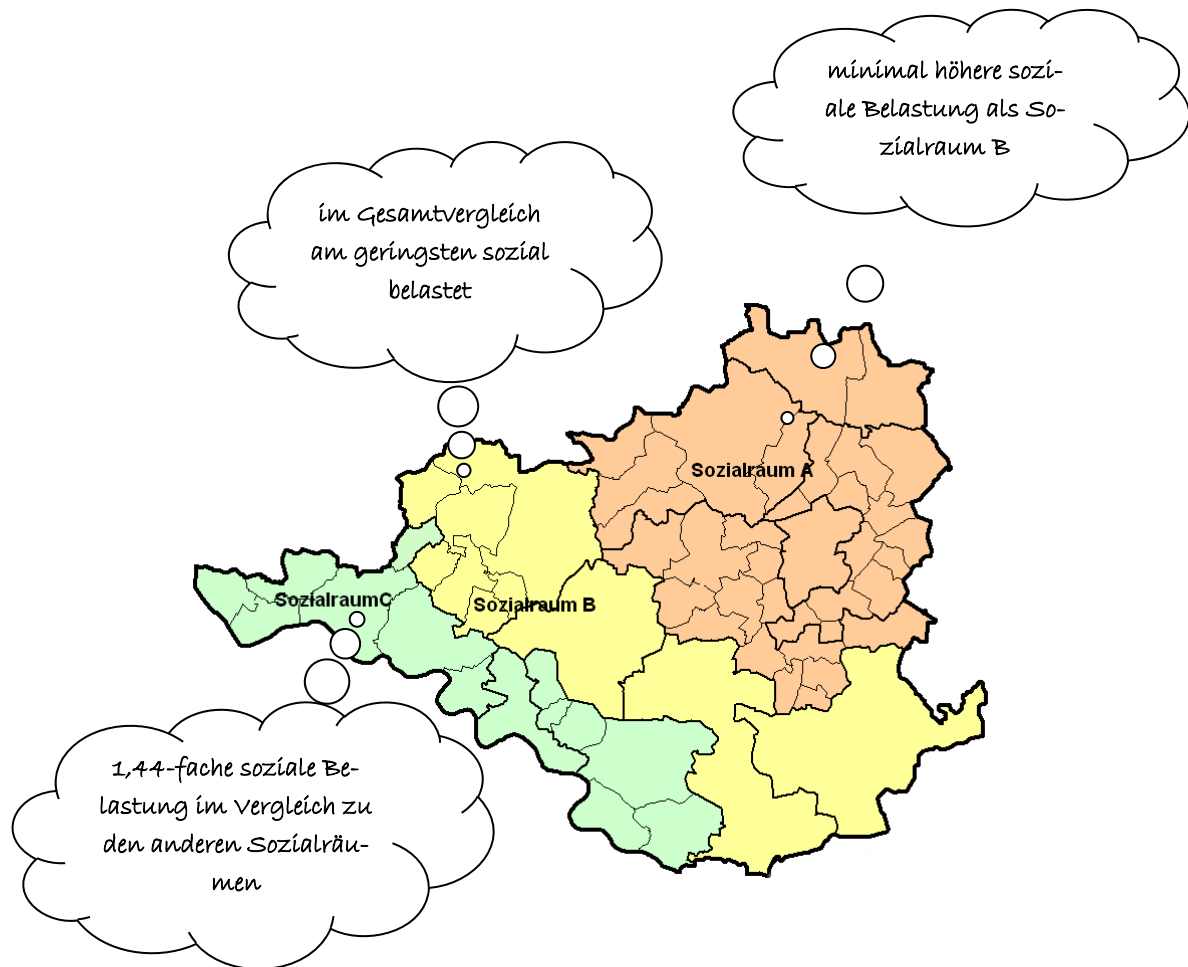 minimal höhere sozi-
ale Belastung als So-
zialraum B
im Gesamtvergleich
am geringsten sozial
belastet
Sozialraum A
SozialraumC
Sozialraum B
1,44-fache soziale Be-
lastung im Vergleich zu
den anderen Sozialräu-
men